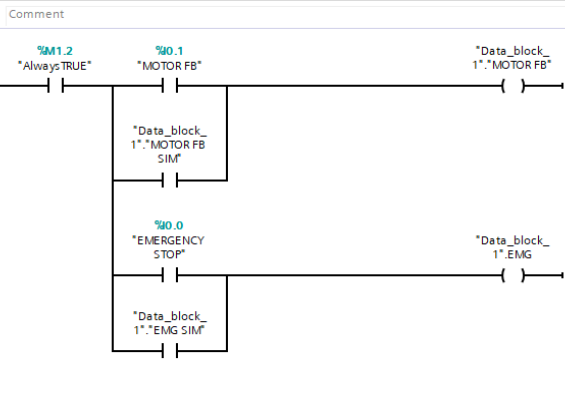 Comment
%M1.2
"AlwaysTRUE"
%I0.1
"MOTOR FB"
"Data_block_
1"."MOTOR FB"
"Data_block_
1"."MOTOR FB
SIM"
%I0.0
"EMERGENCY
STOP"
"Data_block_
1".EMG
"Data_block_
1"."EMG SIM"